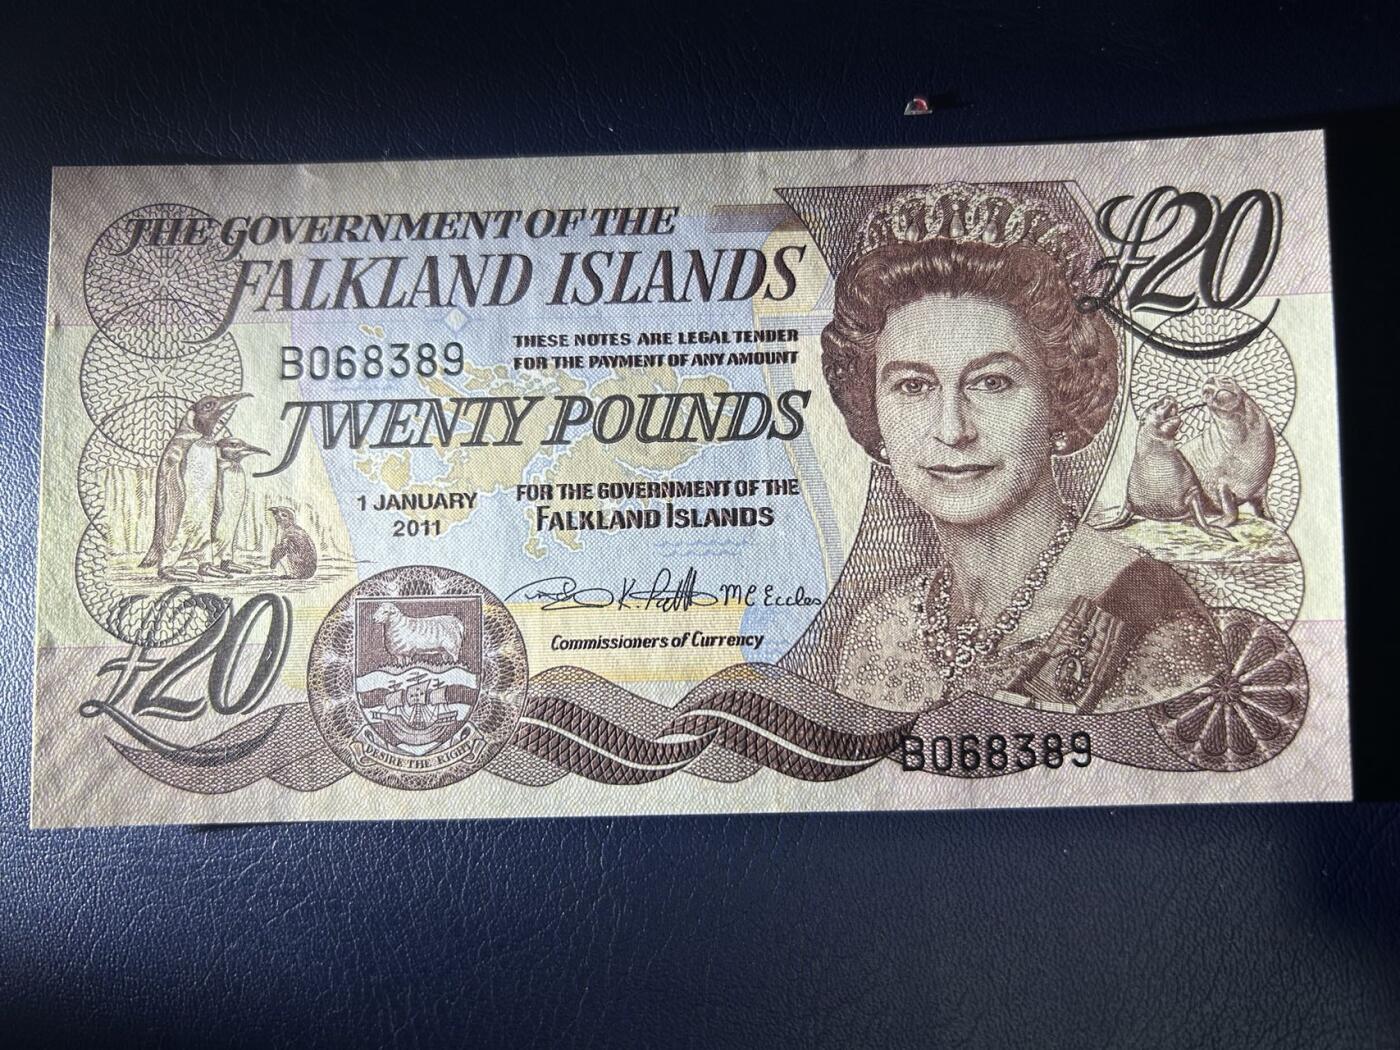 THE GOVERNMENT OF THE
FALKLAND ISLANDS
£20
B068389
THESE NOTES ARE LEGAL TENDER
FOR THE PAYMENT OF ANY AMOUNT
TWENTY POUNDS
1 JANUARY
2011
FOR THE GOVERNMENT OF THE
FALKLAND ISLANDS
K. MC Eccles
Commissioners of Currency
£20
DESIRE THE RIGHT
B068389